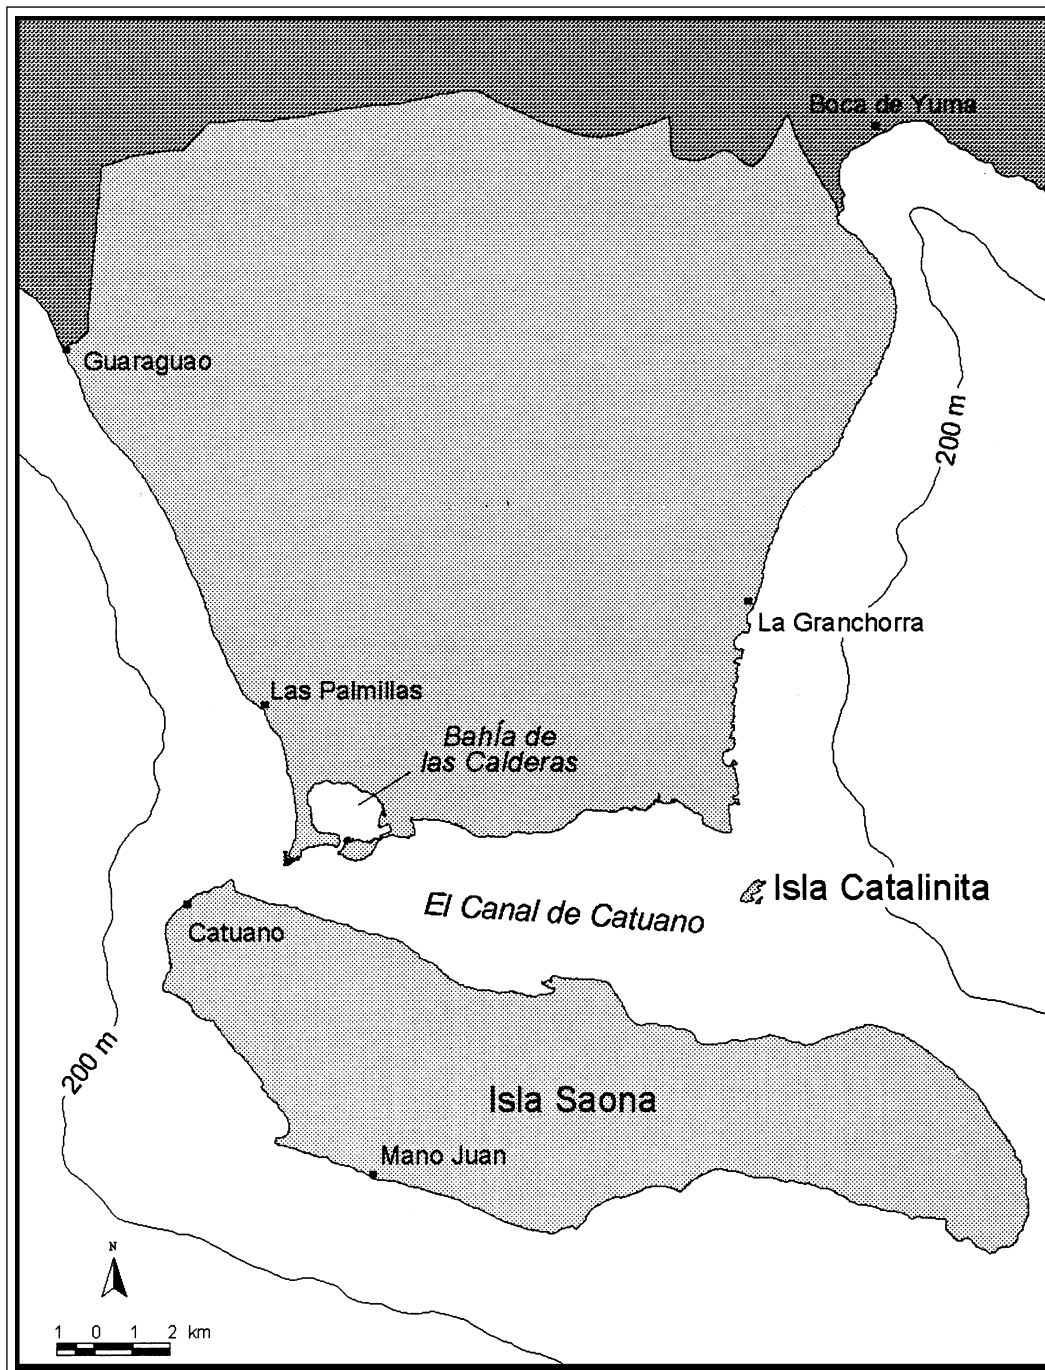 Boca de Yuma
Guaraguao
200 m
La Granchorra
Las Palmillas
Bahía de
las Calderas
Isla Catalinita
El Canal de Catuano
Catuano
200 m
Isla Saona
Mano Juan
N
1 0 1 2 km